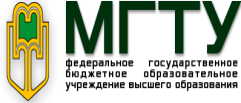 МГТУ
федеральное государственное
бюджетное образовательное
учреждение высшего образования